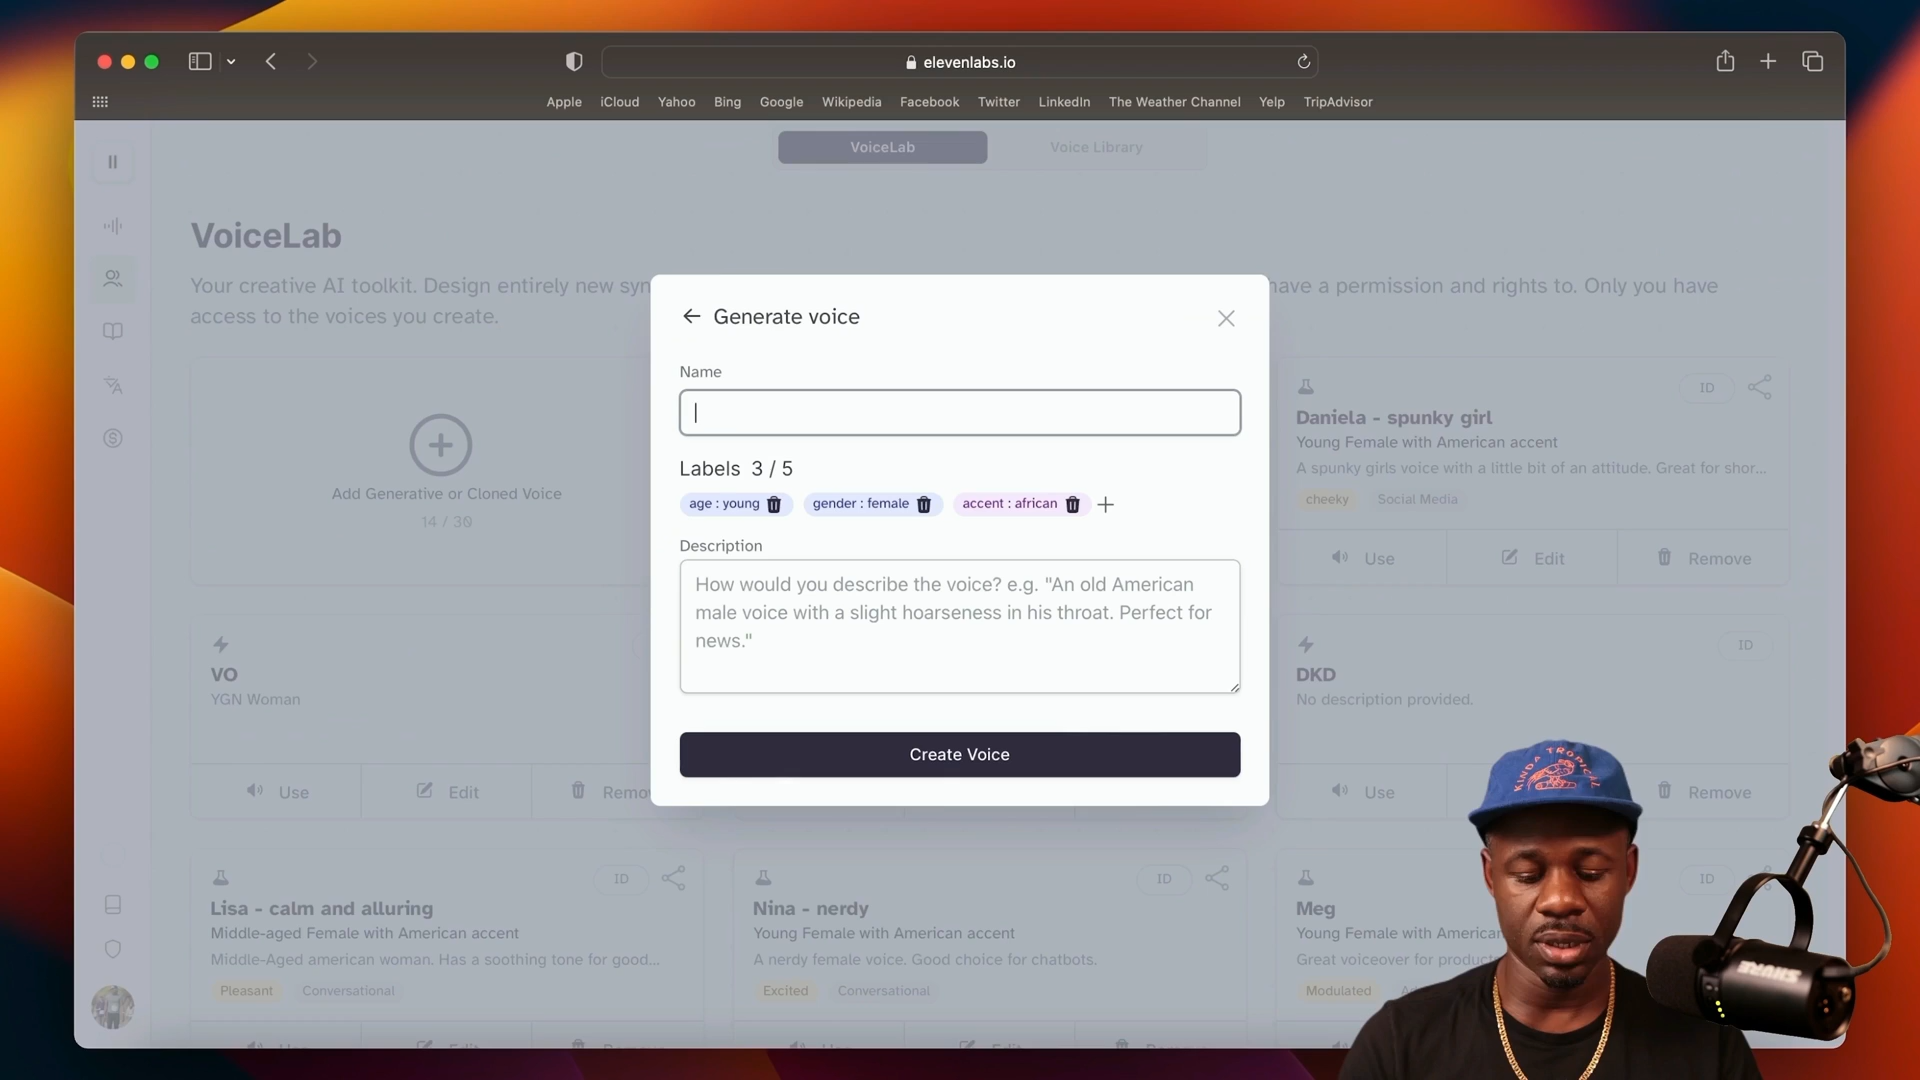 elevenlabs.io
Apple iCloud Yahoo Bing Google Wikipedia Facebook Twitter LinkedIn The Weather Channel Yelp TripAdvisor
VoiceLab Voice Library
VoiceLab
Your creative AI toolkit. Design entirely new syn
have a permission and rights to. Only you have
access to the voices you create.
Generate voice
Name
Labels 3 / 5
age : young gender : female accent : african
Description
How would you describe the voice? e.g. "An old American
male voice with a slight hoarseness in his throat. Perfect for
news."
Create Voice
Add Generative or Cloned Voice
14 / 30
ID
Daniela - spunky girl
Young Female with American accent
A spunky girls voice with a little bit of an attitude. Great for shor...
cheeky Social Media
Use Edit Remove
VO
YGN Woman
Use Edit Remo
ID
DKD
No description provided.
Use Remove
ID
Lisa - calm and alluring
Middle-aged Female with American accent
Middle-Aged american woman. Has a soothing tone for good...
Pleasant Conversational
ID
Nina - nerdy
Young Female with American accent
A nerdy female voice. Good choice for chatbots.
Excited Conversational
ID
Meg
Young Female with American
Great voiceover for products
Modulated
KINDA TROPICAL
SHURE